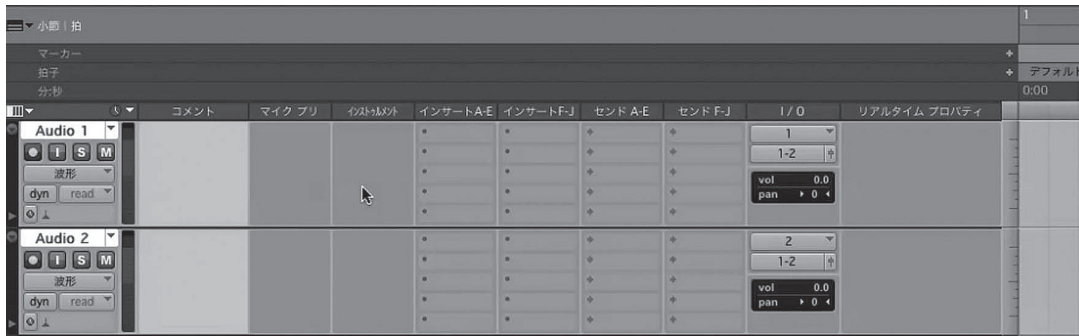 小節 | 拍
1
マーカー
拍子
デフォルト
分:秒
0:00
コメント マイク プリ インストゥルメント インサートA-E インサートF-J センド A-E センド F-J I / O リアルタイム プロパティ
Audio 1
I S M
波形
dyn read
1
1-2
vol 0.0
pan 0
Audio 2
I S M
波形
dyn read
2
1-2
vol 0.0
pan 0